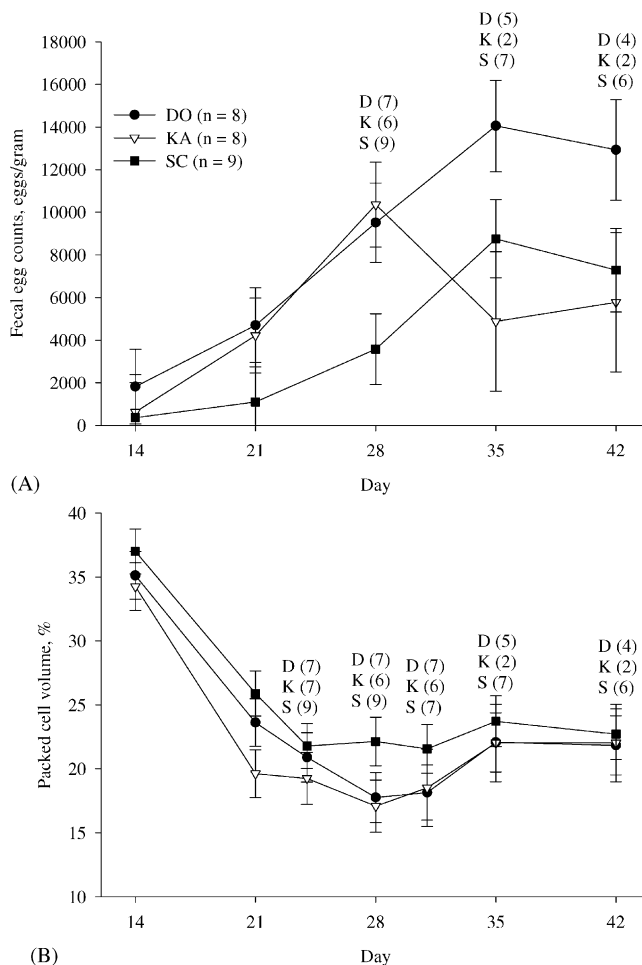 D (5)
K (2)
S (7)
D (4)
K (2)
S (6)
D (7)
K (6)
S (9)
18000
16000
14000
12000
10000
8000
6000
4000
2000
0
Fecal egg counts, eggs/gram
DO (n = 8)
KA (n = 8)
SC (n = 9)
14 21 28 35 42
Day
(A)
40
35
30
25
20
15
10
Packed cell volume, %
D (7)
K (7)
S (9)
D (7)
K (6)
S (9)
D (7)
K (6)
S (7)
D (5)
K (2)
S (7)
D (4)
K (2)
S (6)
14 21 28 35 42
Day
(B)